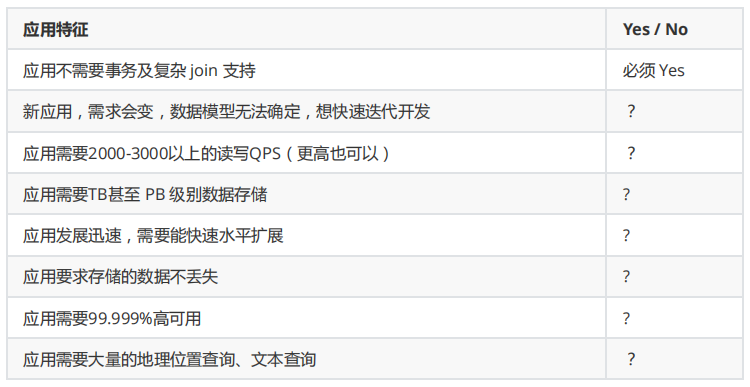 应用特征 Yes / No
应用不需要事务及复杂 join 支持 必须 Yes
新应用，需求会变，数据模型无法确定，想快速迭代开发 ？
应用需要2000-3000以上的读写QPS（更高也可以） ？
应用需要TB甚至 PB 级别数据存储 ?
应用发展迅速，需要能快速水平扩展 ?
应用要求存储的数据不丢失 ?
应用需要99.999%高可用 ?
应用需要大量的地理位置查询、文本查询 ？